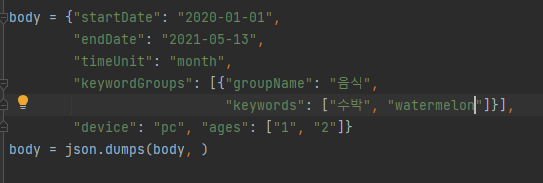 body = {"startDate": "2020-01-01",
"endDate": "2021-05-13",
"timeUnit": "month",
"keywordGroups": [{"groupName": "음식",
"keywords": ["수박", "watermelon"]}],
"device": "pc", "ages": ["1", "2"]}
body = json.dumps(body, )